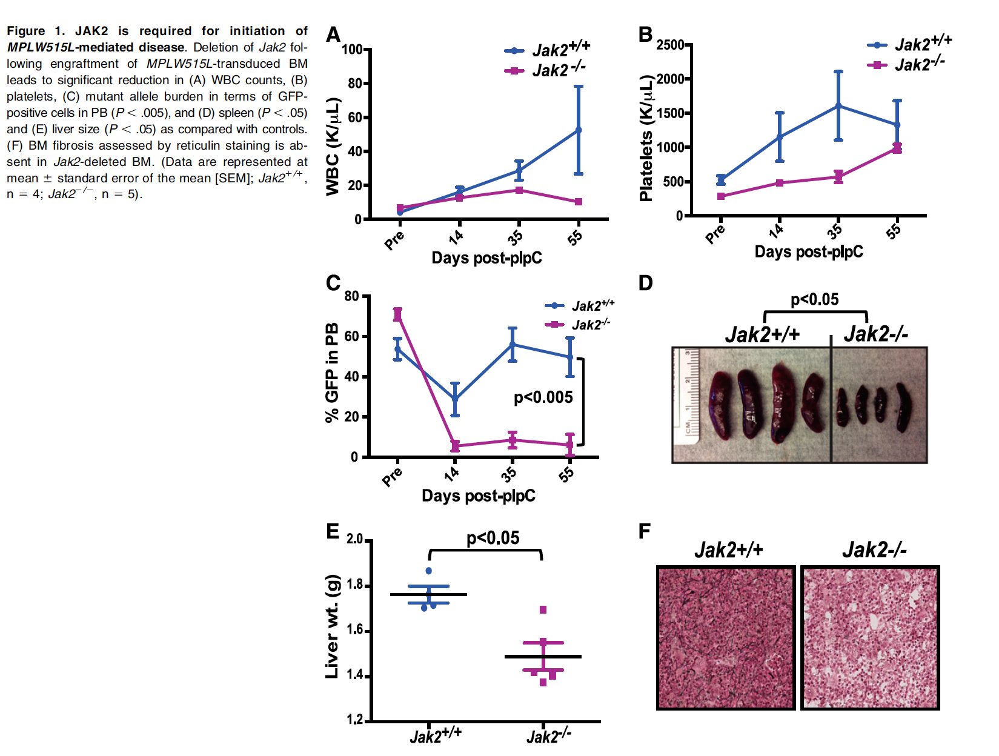 Figure 1. JAK2 is required for initiation of
MPLW515L-mediated disease. Deletion of Jak2 fol-
lowing engraftment of MPLW515L-transduced BM
leads to significant reduction in (A) WBC counts, (B)
platelets, (C) mutant allele burden in terms of GFP-
positive cells in PB (P < .005), and (D) spleen (P < .05)
and (E) liver size (P < .05) as compared with controls.
(F) BM fibrosis assessed by reticulin staining is ab-
sent in Jak2-deleted BM. (Data are represented at
mean ± standard error of the mean [SEM]; Jak2+/+,
n = 4; Jak2−/−, n = 5).
A
100
80
60
40
20
0
WBC (K/μL)
Jak2+/+
Jak2-/-
Pre
14
35
55
Days post-pIpC
B
2500
2000
1500
1000
500
0
Platelets (K/μL)
Jak2+/+
Jak2-/-
Pre
14
35
55
Days post-pIpC
C
80
60
40
20
0
% GFP in PB
Jak2+/+
Jak2-/-
p<0.005
Pre
14
35
55
Days post-pIpC
D
p<0.05
Jak2+/+
Jak2-/-
3
2
1
CM
E
2.0
1.8
1.6
1.4
1.2
Liver wt. (g)
p<0.05
Jak2+/+
Jak2-/-
F
Jak2+/+
Jak2-/-